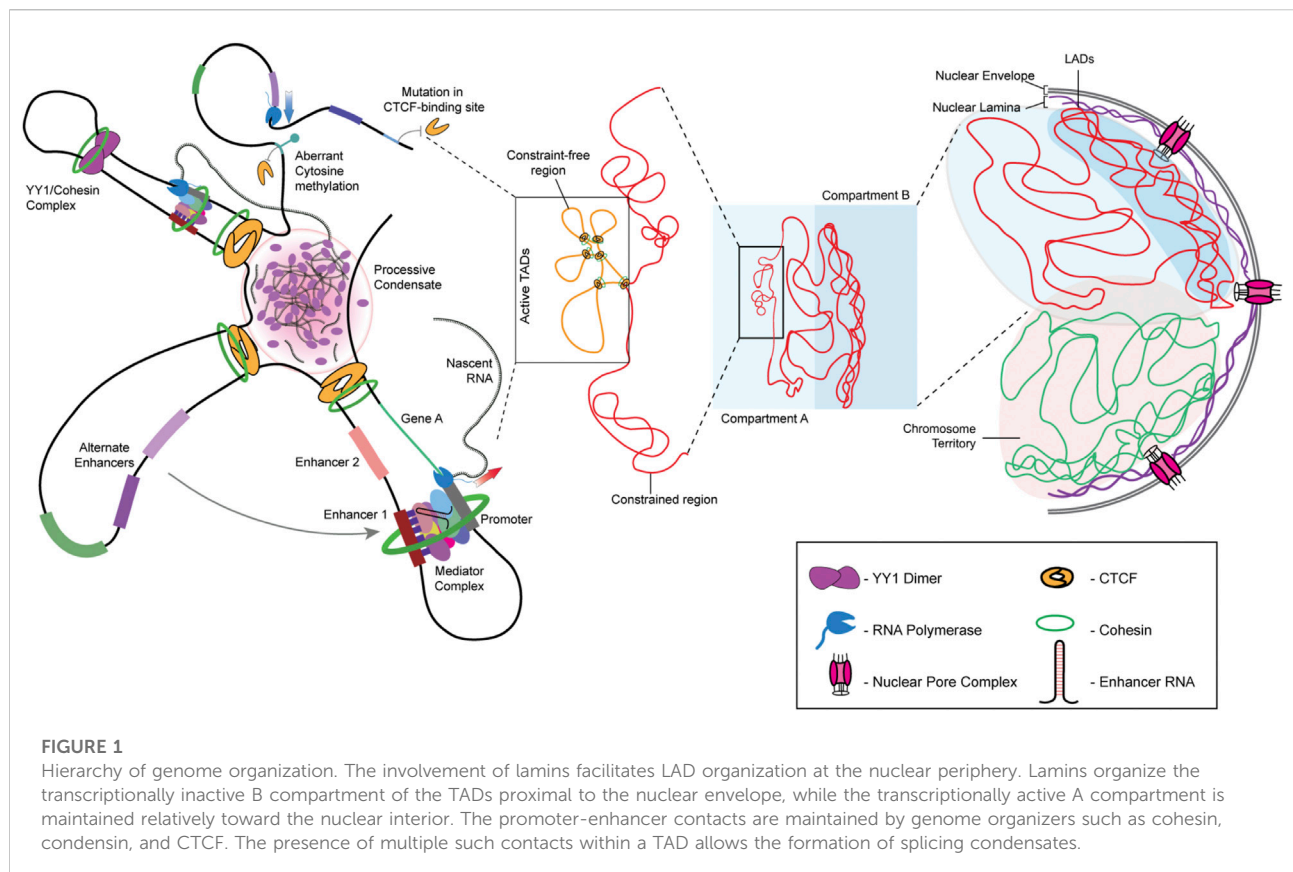 Mutation in
CTCF-binding site
Aberrant
Cytosine
methylation
YY1/Cohesin
Complex
Processive
Condensate
Nascent
RNA
Gene A
Alternate
Enhancers
Enhancer 2
Enhancer 1
Promoter
Mediator
Complex
Constraint-free
region
Active TADs
Constrained region
Compartment B
Compartment A
LADs
Nuclear Envelope
Nuclear Lamina
Chromosome
Territory
- YY1 Dimer
- CTCF
- RNA Polymerase
- Cohesin
- Nuclear Pore Complex
- Enhancer RNA
FIGURE 1
Hierarchy of genome organization. The involvement of lamins facilitates LAD organization at the nuclear periphery. Lamins organize the
transcriptionally inactive B compartment of the TADs proximal to the nuclear envelope, while the transcriptionally active A compartment is
maintained relatively toward the nuclear interior. The promoter-enhancer contacts are maintained by genome organizers such as cohesin,
condensin, and CTCF. The presence of multiple such contacts within a TAD allows the formation of splicing condensates.